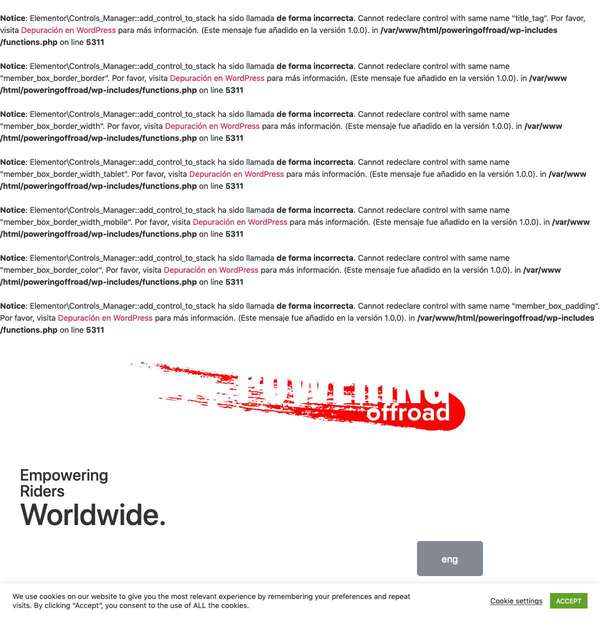 Notice: Elementor\Controls_Manager::add_control_to_stack ha sido llamada de forma incorrecta. Cannot redeclare control with same name "title_tag". Por favor,
visita Depuración en WordPress para más información. (Este mensaje fue añadido en la versión 1.0.0). in /var/www/html/poweringoffroad/wp-includes
/functions.php on line 5311
Notice: Elementor\Controls_Manager::add_control_to_stack ha sido llamada de forma incorrecta. Cannot redeclare control with same name
"member_box_border_border". Por favor, visita Depuración en WordPress para más información. (Este mensaje fue añadido en la versión 1.0.0). in /var/www
/html/poweringoffroad/wp-includes/functions.php on line 5311
Notice: Elementor\Controls_Manager::add_control_to_stack ha sido llamada de forma incorrecta. Cannot redeclare control with same name
"member_box_border_width". Por favor, visita Depuración en WordPress para más información. (Este mensaje fue añadido en la versión 1.0.0). in /var/www
/html/poweringoffroad/wp-includes/functions.php on line 5311
Notice: Elementor\Controls_Manager::add_control_to_stack ha sido llamada de forma incorrecta. Cannot redeclare control with same name
"member_box_border_width_tablet". Por favor, visita Depuración en WordPress para más información. (Este mensaje fue añadido en la versión 1.0.0). in
/var/www/html/poweringoffroad/wp-includes/functions.php on line 5311
Notice: Elementor\Controls_Manager::add_control_to_stack ha sido llamada de forma incorrecta. Cannot redeclare control with same name
"member_box_border_width_mobile". Por favor, visita Depuración en WordPress para más información. (Este mensaje fue añadido en la versión 1.0.0). in
/var/www/html/poweringoffroad/wp-includes/functions.php on line 5311
Notice: Elementor\Controls_Manager::add_control_to_stack ha sido llamada de forma incorrecta. Cannot redeclare control with same name
"member_box_border_color". Por favor, visita Depuración en WordPress para más información. (Este mensaje fue añadido en la versión 1.0.0). in /var/www
/html/poweringoffroad/wp-includes/functions.php on line 5311
Notice: Elementor\Controls_Manager::add_control_to_stack ha sido llamada de forma incorrecta. Cannot redeclare control with same name "member_box_padding".
Por favor, visita Depuración en WordPress para más información. (Este mensaje fue añadido en la versión 1.0.0). in /var/www/html/poweringoffroad/wp-includes
/functions.php on line 5311
POWERING
offroad
Empowering
Riders
Worldwide.
eng
We use cookies on our website to give you the most relevant experience by remembering your preferences and repeat
visits. By clicking "Accept", you consent to the use of ALL the cookies.
Cookie settings
ACCEPT